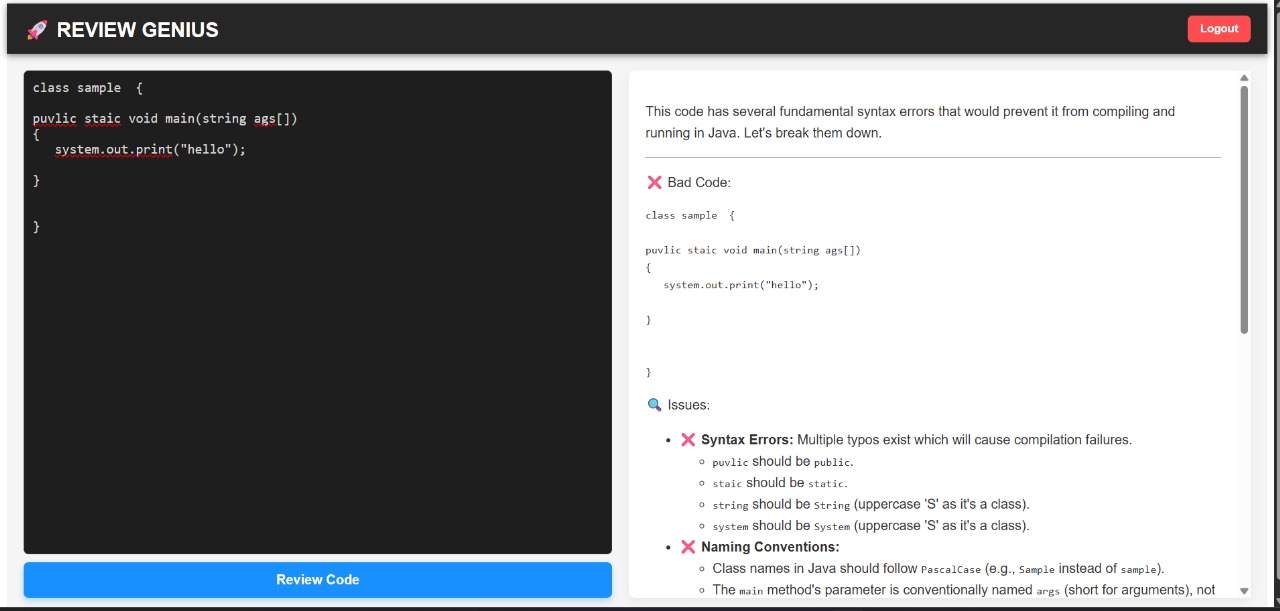 🚀 REVIEW GENIUS
Logout
class sample  {
puvlic staic void main(string ags[])
{
   system.out.print("hello");
}
}
Review Code
This code has several fundamental syntax errors that would prevent it from compiling and
running in Java. Let's break them down.
❌ Bad Code:
class sample  {
puvlic staic void main(string ags[])
{
   system.out.print("hello");
}
}
🔍 Issues:
• ❌ Syntax Errors: Multiple typos exist which will cause compilation failures.
○ puvlic should be public.
○ staic should be static.
○ string should be String (uppercase 'S' as it's a class).
○ system should be System (uppercase 'S' as it's a class).
• ❌ Naming Conventions:
○ Class names in Java should follow PascalCase (e.g., Sample instead of sample).
○ The main method's parameter is conventionally named args (short for arguments), not